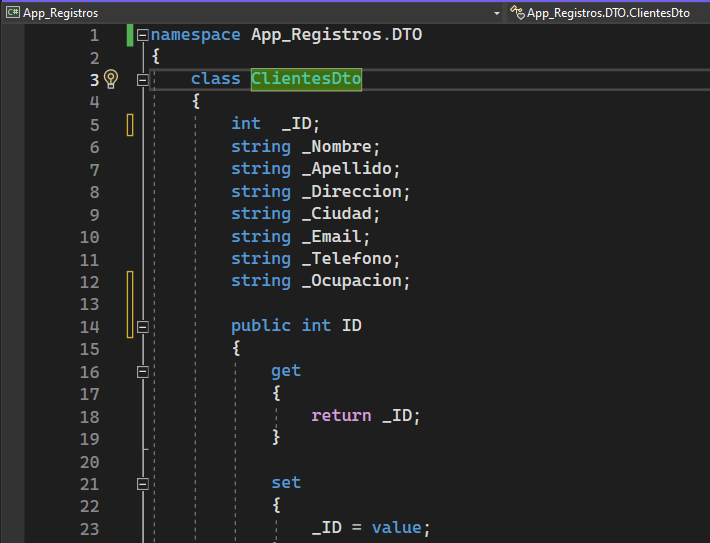 C# App_Registros App_Registros.DTO.ClientesDto
1 namespace App_Registros.DTO
2 {
3 class ClientesDto
4 {
5 int _ID;
6 string _Nombre;
7 string _Apellido;
8 string _Direccion;
9 string _Ciudad;
10 string _Email;
11 string _Telefono;
12 string _Ocupacion;
13
14 public int ID
15 {
16 get
17 {
18 return _ID;
19 }
20
21 set
22 {
23 _ID = value;